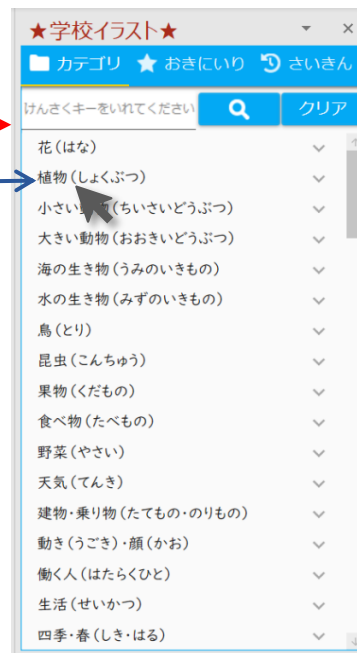 ★学校イラスト★
カテゴリ おきにいり さいきん
けんさくキーをいれてください クリア
花(はな)
植物(しょくぶつ)
小さい 物(ちいさいどうぶつ)
大きい動物(おおきいどうぶつ)
海の生き物(うみのいきもの)
水の生き物(みずのいきもの)
鳥(とり)
昆虫(こんちゅう)
果物(くだもの)
食べ物(たべもの)
野菜(やさい)
天気(てんき)
建物・乗り物(たてもの・のりもの)
動き(うごき)・顔(かお)
働く人(はたらくひと)
生活(せいかつ)
四季・春(しき・はる)